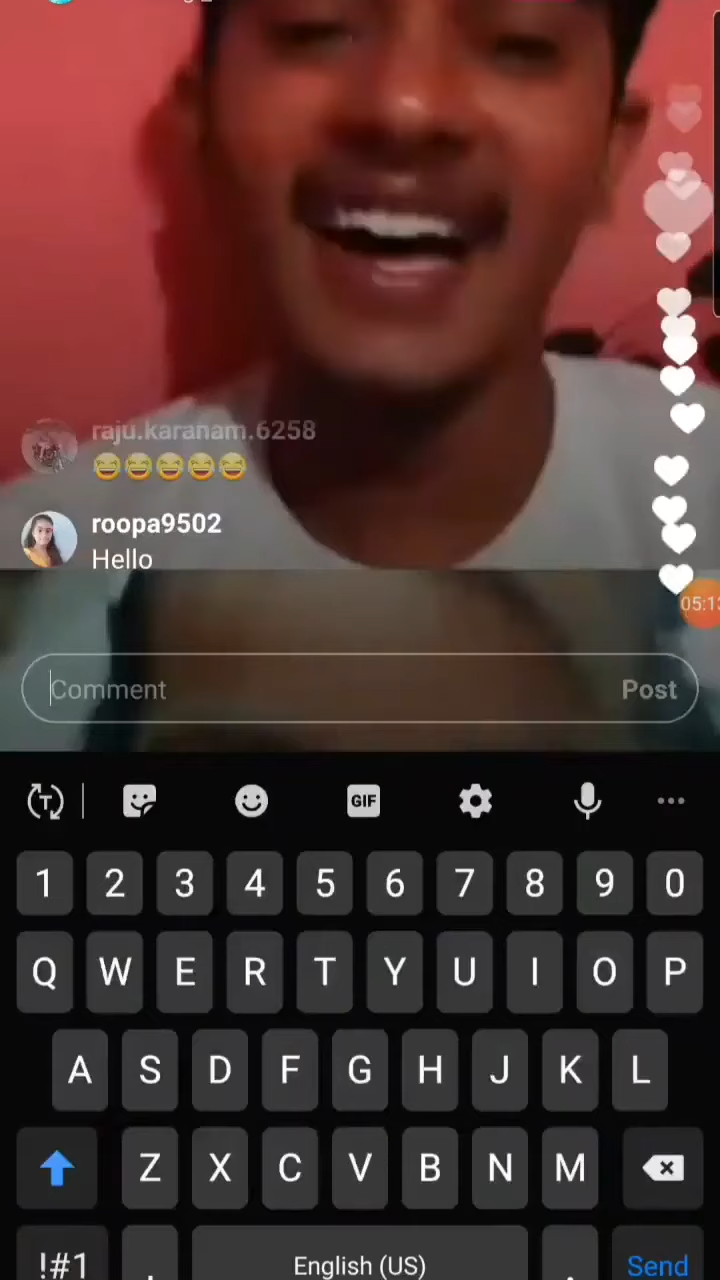 raju.karanam.6258
😂😂😂😂😂
roopa9502
Hello
05:13
Comment
Post
T
GIF
1 2 3 4 5 6 7 8 9 0
Q W E R T Y U I O P
A S D F G H J K L
Z X C V B N M
!#1 , English (US) . Send